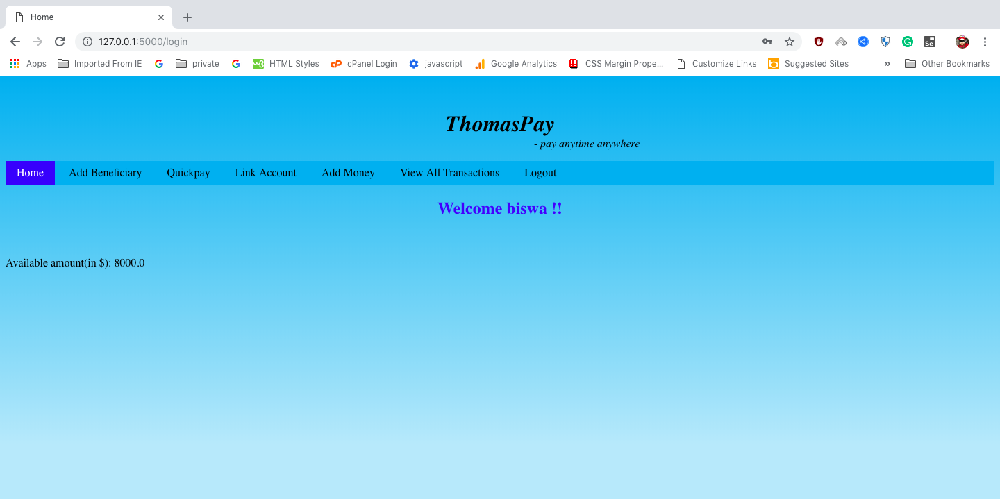 Home
127.0.0.1:5000/login
Apps Imported From IE private HTML Styles cPanel Login javascript Google Analytics CSS Margin Prope... Customize Links Suggested Sites » Other Bookmarks
ThomasPay
- pay anytime anywhere
Home Add Beneficiary Quickpay Link Account Add Money View All Transactions Logout
Welcome biswa !!
Available amount(in $): 8000.0